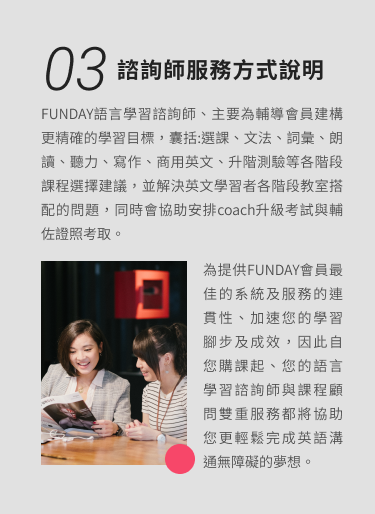 03 諮詢師服務方式說明
FUNDAY語言學習諮詢師、主要為輔導會員建構
更精確的學習目標，囊括:選課、文法、詞彙、朗
讀、聽力、寫作、商用英文、升階測驗等各階段
課程選擇建議，並解決英文學習者各階段教室搭
配的問題，同時會協助安排coach升級考試與輔
佐證照考取。
為提供FUNDAY會員最
佳的系統及服務的連
貫性、加速您的學習
腳步及成效，因此自
您購課起、您的語言
學習諮詢師與課程顧
問雙重服務都將協助
您更輕鬆完成英語溝
通無障礙的夢想。